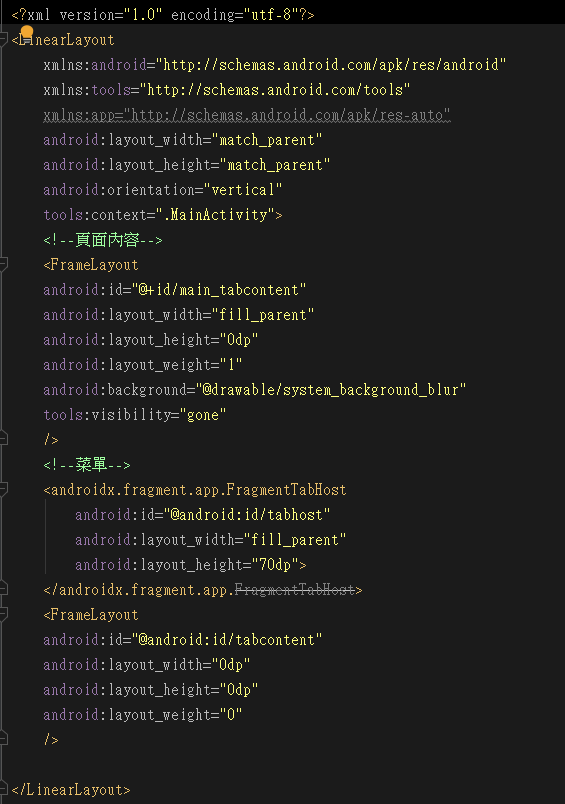 <?xml version="1.0" encoding="utf-8"?>
<LinearLayout
xmlns:android="http://schemas.android.com/apk/res/android"
xmlns:tools="http://schemas.android.com/tools"
xmlns:app="http://schemas.android.com/apk/res-auto"
android:layout_width="match_parent"
android:layout_height="match_parent"
android:orientation="vertical"
tools:context=".MainActivity">
<!--頁面內容-->
<FrameLayout
android:id="@+id/main_tabcontent"
android:layout_width="fill_parent"
android:layout_height="0dp"
android:layout_weight="1"
android:background="@drawable/system_background_blur"
tools:visibility="gone"
/>
<!--菜單-->
<androidx.fragment.app.FragmentTabHost
android:id="@android:id/tabhost"
android:layout_width="fill_parent"
android:layout_height="70dp">
</androidx.fragment.app.FragmentTabHost>
<FrameLayout
android:id="@android:id/tabcontent"
android:layout_width="0dp"
android:layout_height="0dp"
android:layout_weight="0"
/>
</LinearLayout>